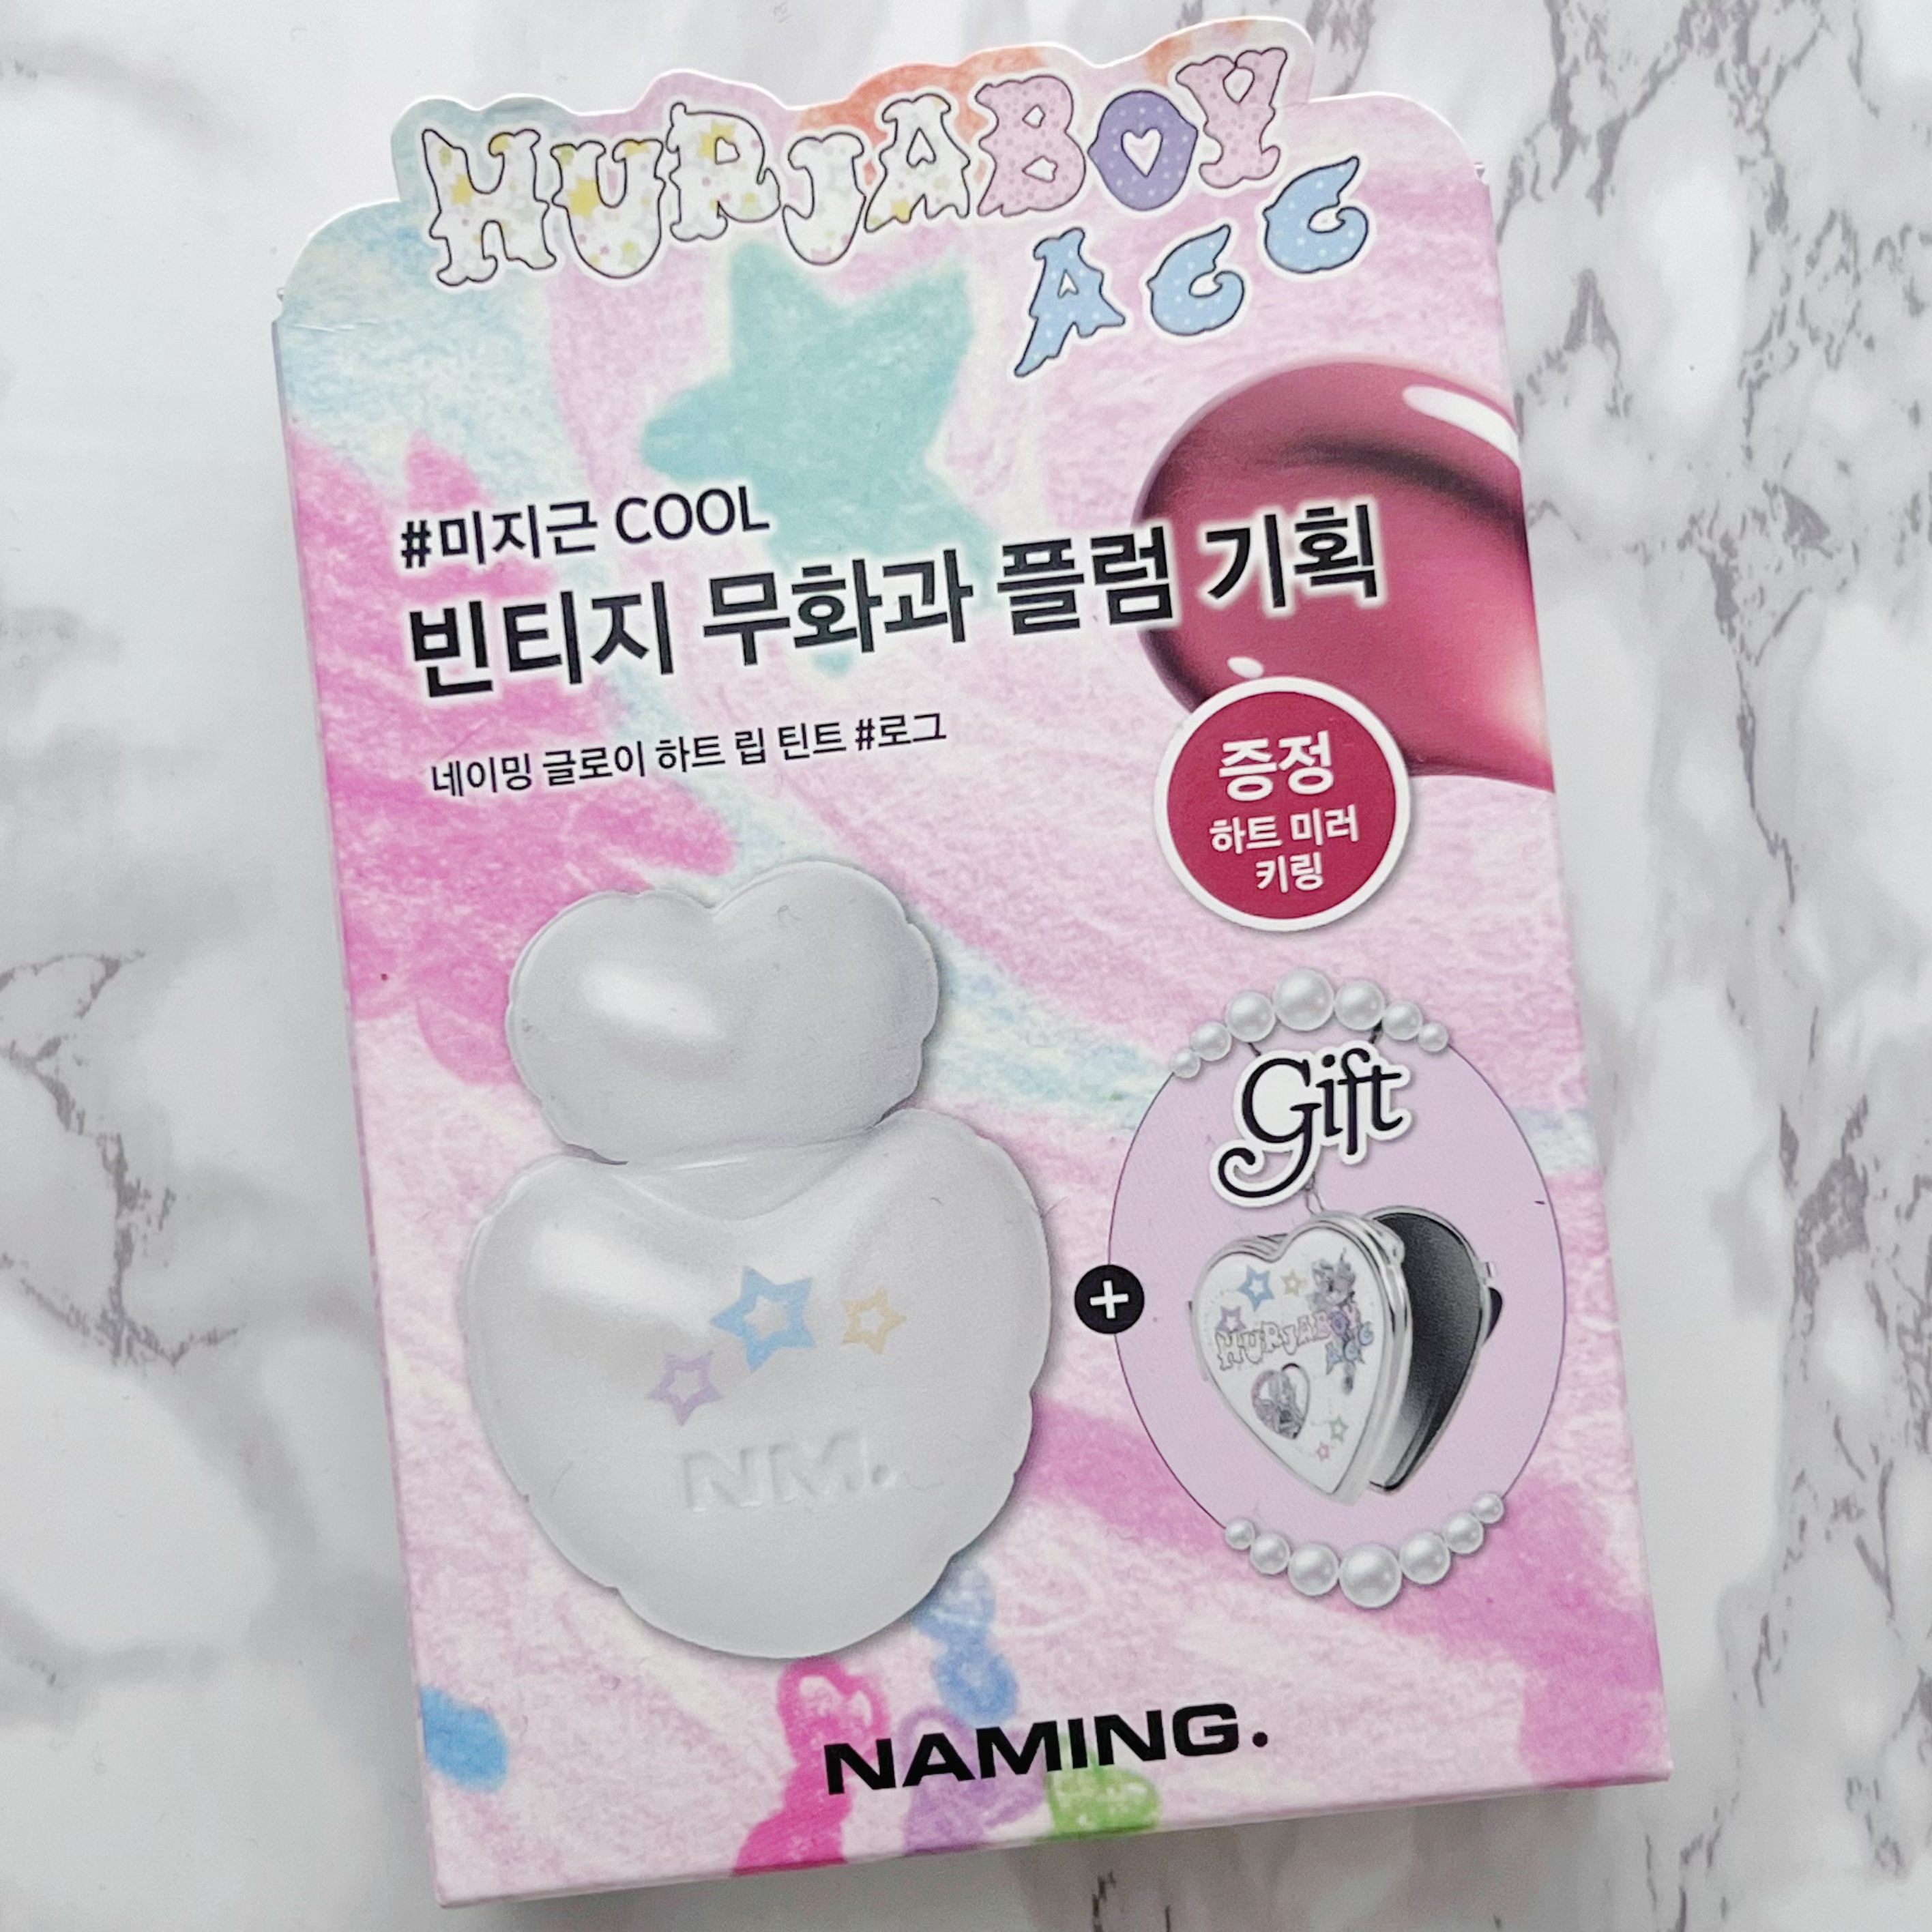 HURJABOY
ACC
#미지근 COOL
빈티지 무화과 플럼 기획
네이밍 글로이 하트 립 틴트 #로그
증정
하트 미러
키링
Gift
HURJABOY
ACC
+
NM.
NAMING.